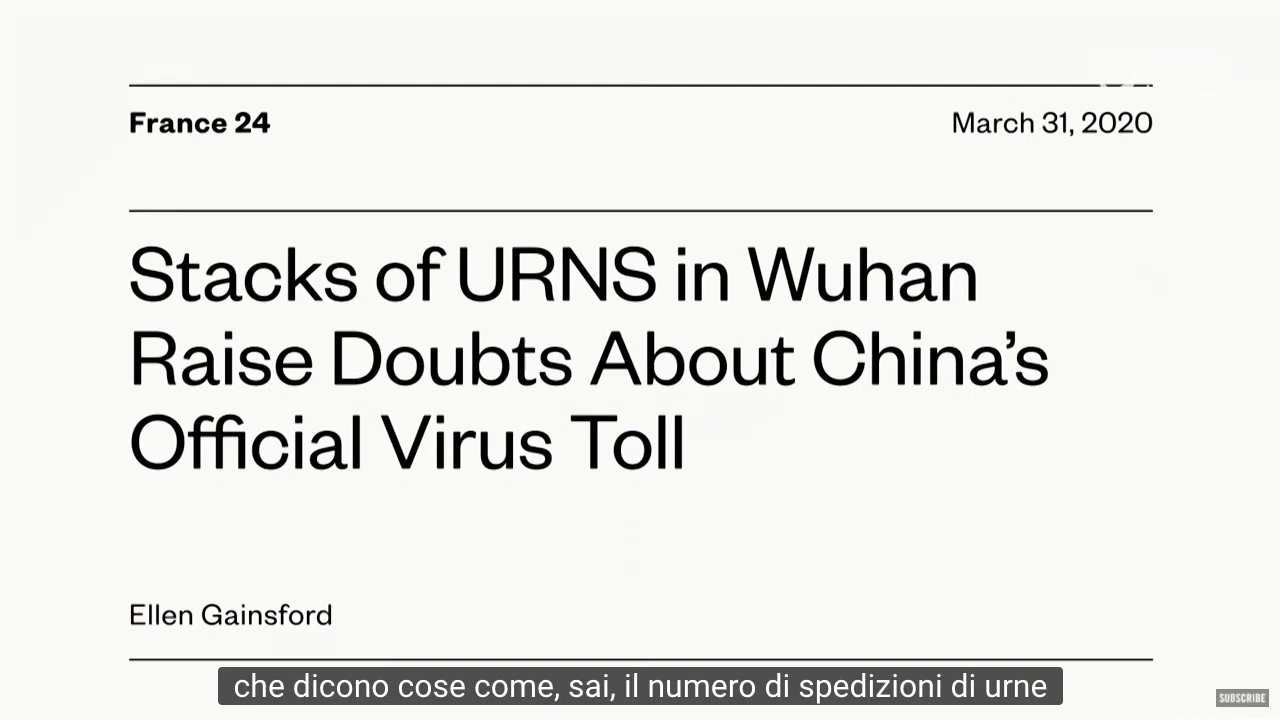 France 24
March 31, 2020
Stacks of URNS in Wuhan
Raise Doubts About China’s
Official Virus Toll
Ellen Gainsford
che dicono cose come, sai, il numero di spedizioni di urne
SUBSCRIBE